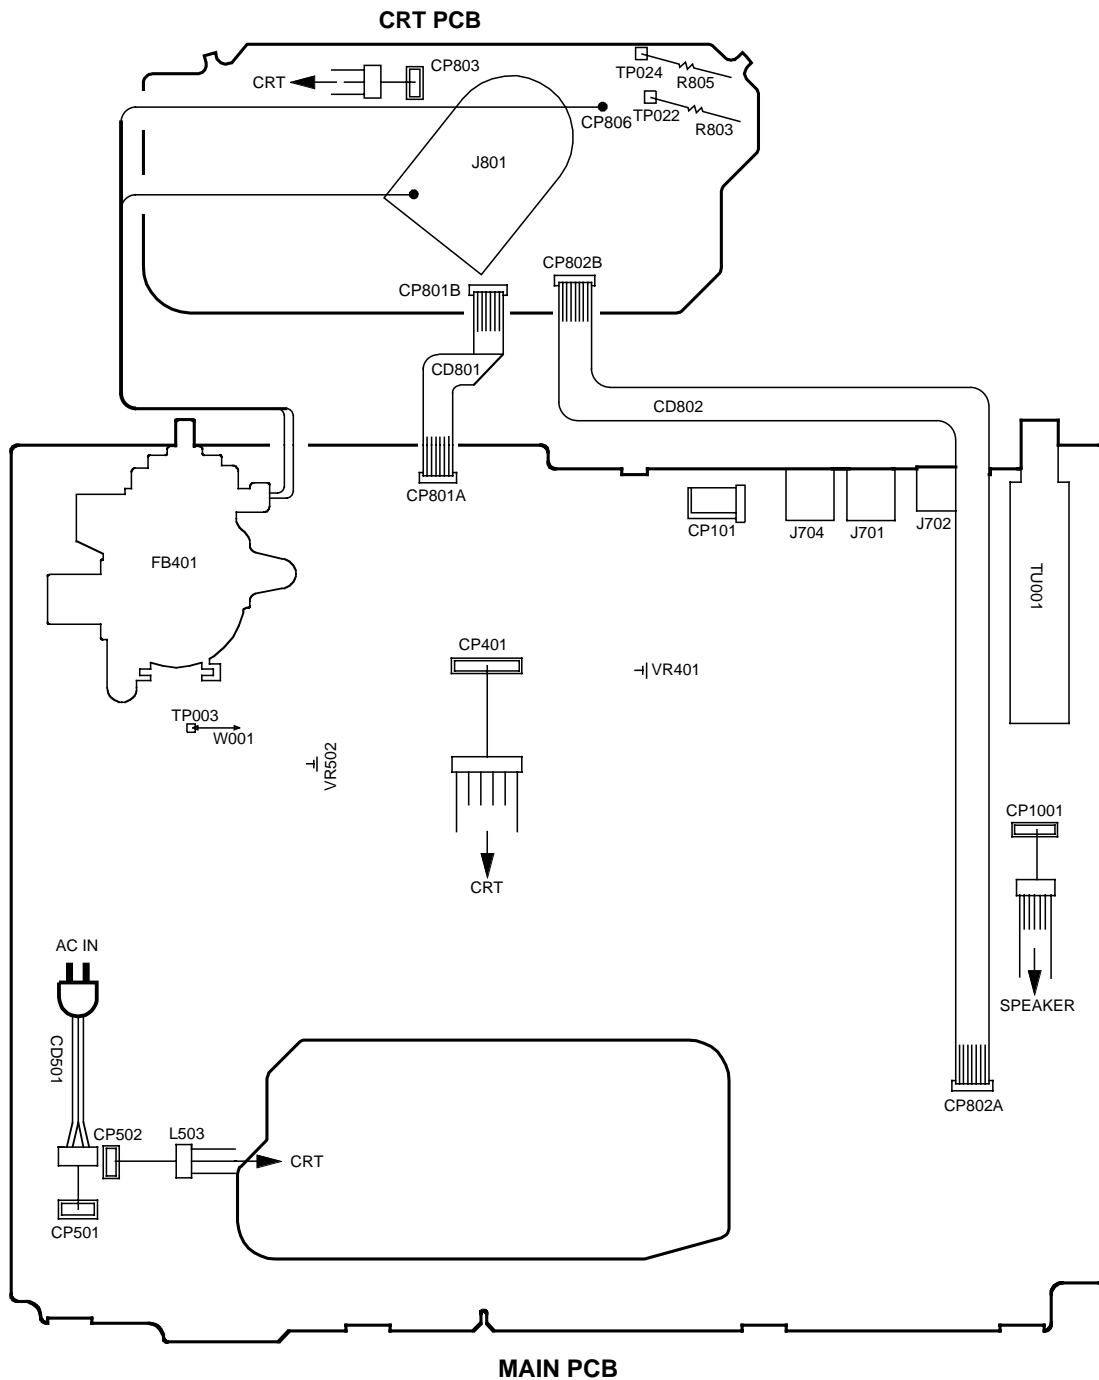 CRT PCB
CP803
CRT
TP024
R805
CP806
TP022
R803
J801
CP802B
CP801B
CD801
CD802
CP801A
CP101
J704
J701
J702
FB401
TU001
CP401
VR401
TP003
W001
VR502
CP1001
CRT
AC IN
SPEAKER
CD501
CP802A
CP502
L503
CRT
CP501
MAIN PCB